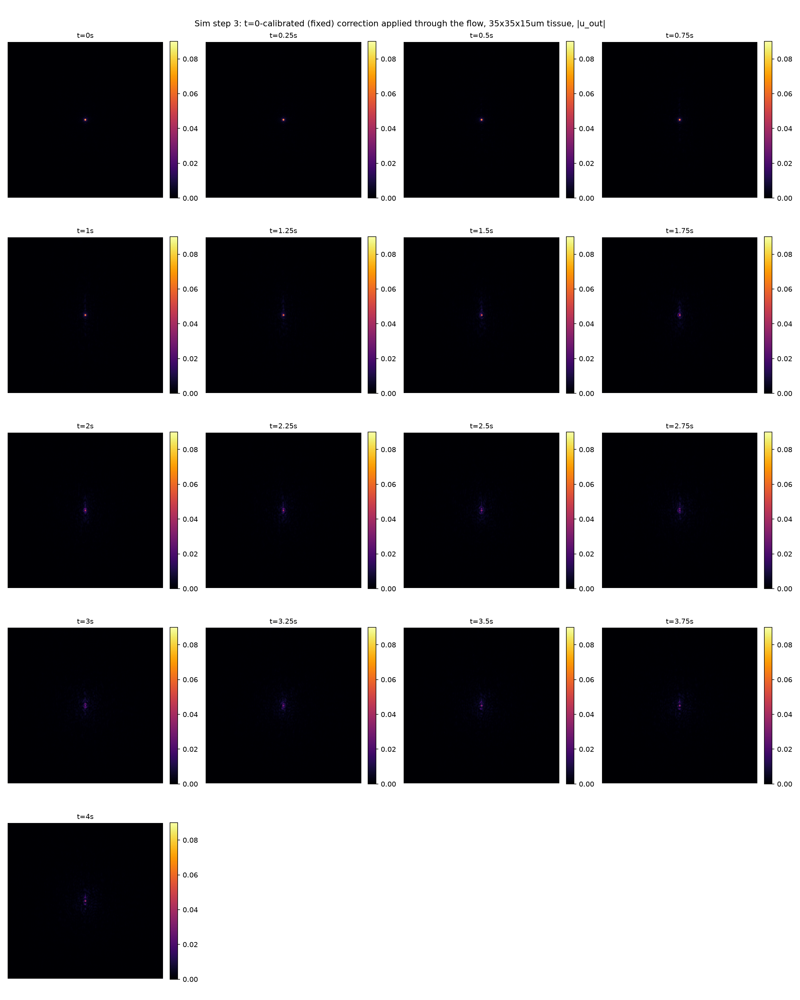 Sim step 3: t=0-calibrated (fixed) correction applied through the flow, 35x35x15um tissue, |u_out|
t=0s t=0.25s t=0.5s t=0.75s
0.08 0.08 0.08 0.08
0.06 0.06 0.06 0.06
0.04 0.04 0.04 0.04
0.02 0.02 0.02 0.02
0.00 0.00 0.00 0.00
t=1s t=1.25s t=1.5s t=1.75s
0.08 0.08 0.08 0.08
0.06 0.06 0.06 0.06
0.04 0.04 0.04 0.04
0.02 0.02 0.02 0.02
0.00 0.00 0.00 0.00
t=2s t=2.25s t=2.5s t=2.75s
0.08 0.08 0.08 0.08
0.06 0.06 0.06 0.06
0.04 0.04 0.04 0.04
0.02 0.02 0.02 0.02
0.00 0.00 0.00 0.00
t=3s t=3.25s t=3.5s t=3.75s
0.08 0.08 0.08 0.08
0.06 0.06 0.06 0.06
0.04 0.04 0.04 0.04
0.02 0.02 0.02 0.02
0.00 0.00 0.00 0.00
t=4s
0.08
0.06
0.04
0.02
0.00